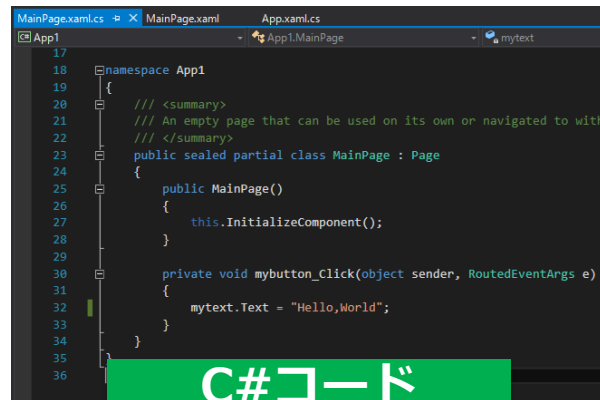 MainPage.xaml.cs MainPage.xaml App.xaml.cs
C# App1 App1.MainPage mytext
17
18 namespace App1
19 {
20 /// <summary>
21 /// An empty page that can be used on its own or navigated to with
22 /// </summary>
23 public sealed partial class MainPage : Page
24 {
25 public MainPage()
26 {
27 this.InitializeComponent();
28 }
29
30 private void mybutton_Click(object sender, RoutedEventArgs e)
31 {
32 mytext.Text = "Hello,World";
33 }
34 }
35 }
36
C#コード